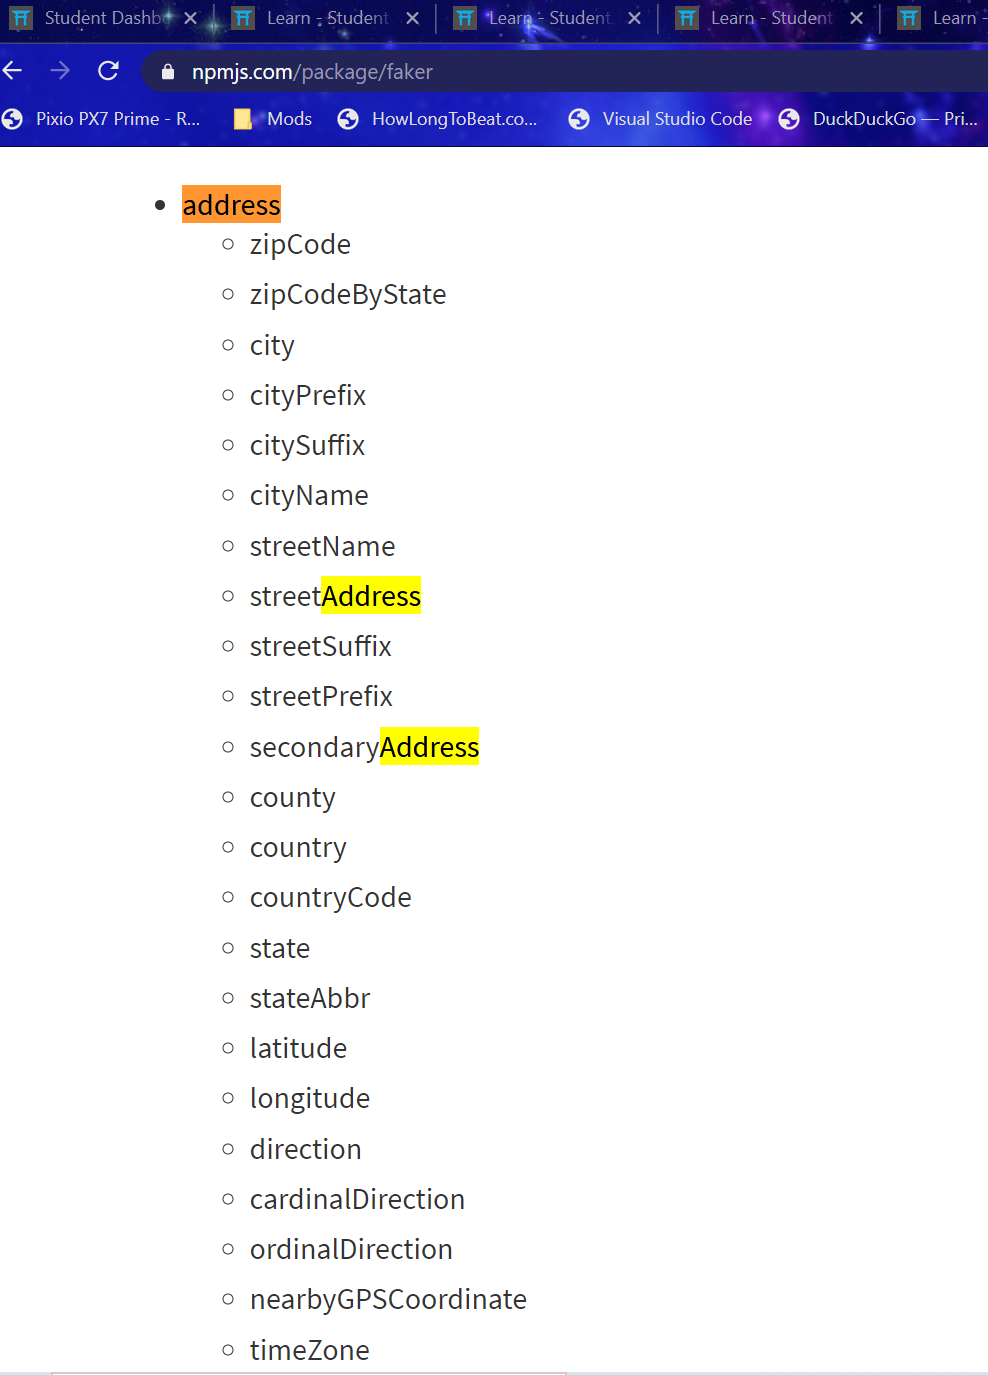 Student Dashb Learn - Student Learn - Student Learn - Student Learn -
npmjs.com/package/faker
Pixio PX7 Prime - R... Mods HowLongToBeat.co... Visual Studio Code DuckDuckGo — Pri...
address
zipCode
zipCodeByState
city
cityPrefix
citySuffix
cityName
streetName
streetAddress
streetSuffix
streetPrefix
secondaryAddress
county
country
countryCode
state
stateAbbr
latitude
longitude
direction
cardinalDirection
ordinalDirection
nearbyGPSCoordinate
timeZone